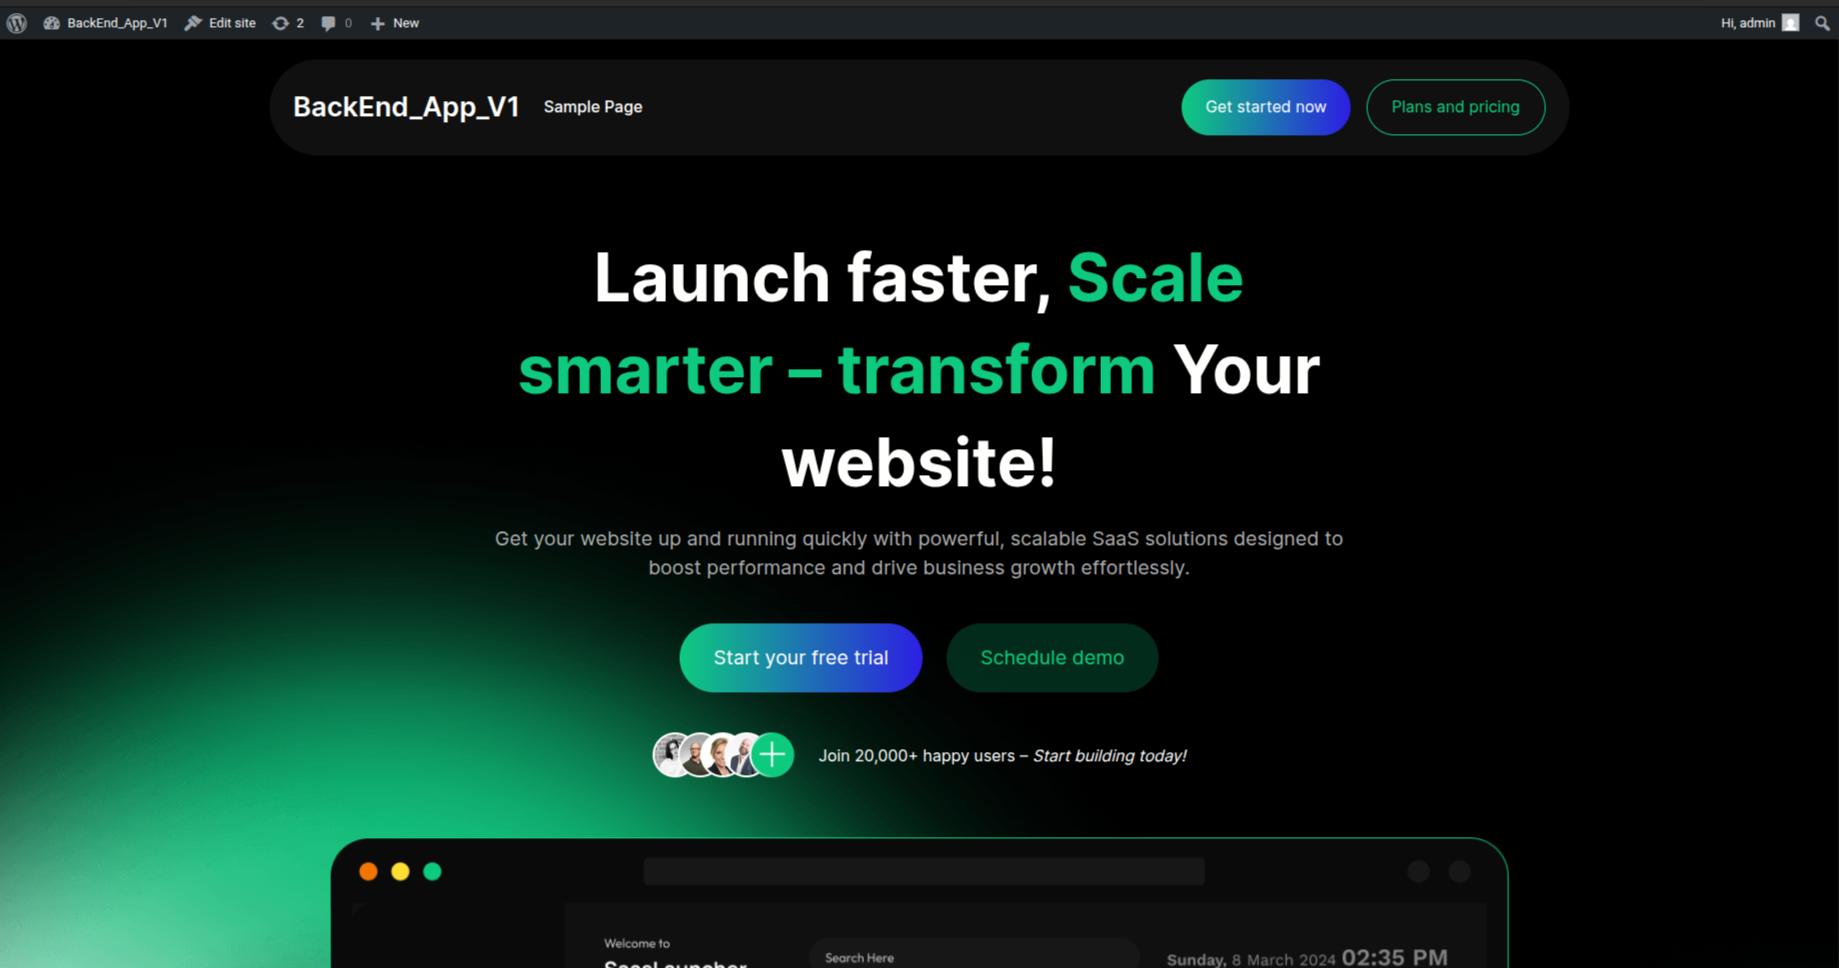 BackEnd_App_V1 Edit site 2 0 New Hi, admin
BackEnd_App_V1 Sample Page Get started now Plans and pricing
Launch faster, Scale
smarter – transform Your
website!
Get your website up and running quickly with powerful, scalable SaaS solutions designed to
boost performance and drive business growth effortlessly.
Start your free trial Schedule demo
Join 20,000+ happy users – Start building today!
Welcome to
Search Here
Sunday, 8 March 2024 02:35 PM